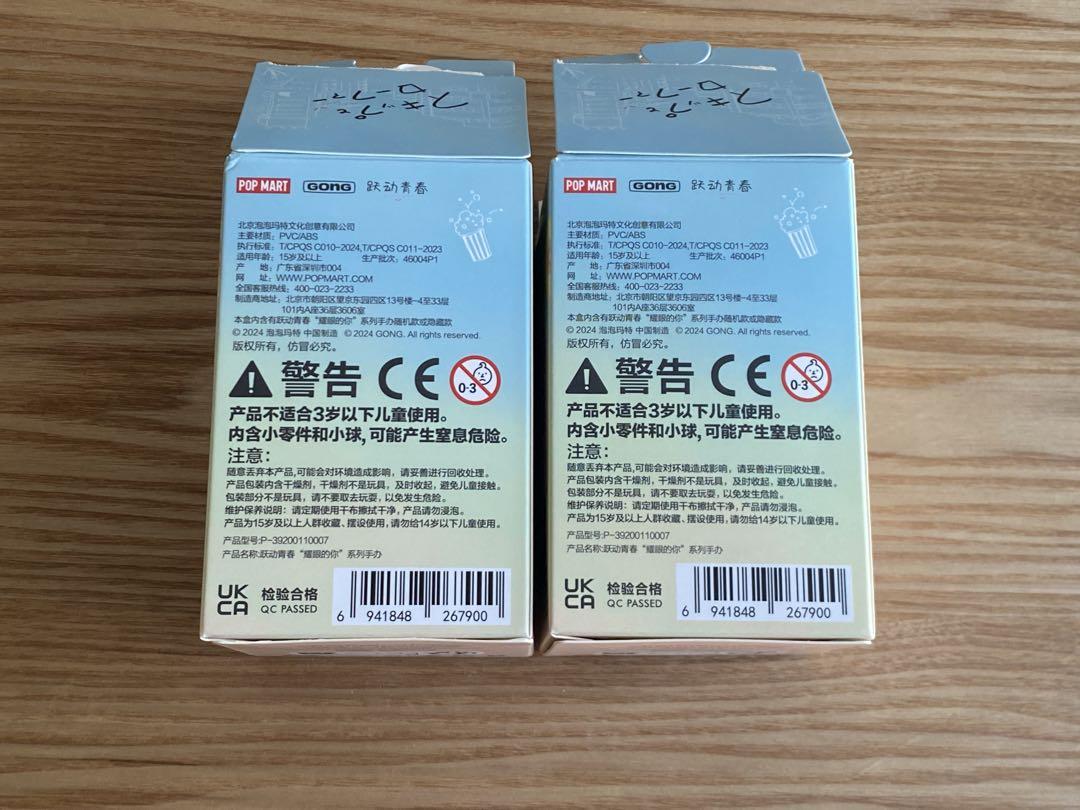 スキップと
ローファー
POP MART GONG 跃动青春
北京泡泡玛特文化创意有限公司
主要材质：PVC/ABS
执行标准：T/CPQS C010-2024,T/CPQS C011-2023
适用年龄：15岁及以上 生产批次：46004P1
产 地：广东省深圳市004
网 址：WWW.POPMART.COM
全国客服热线：400-023-2233
制造商地址：北京市朝阳区望京东园四区13号楼-4至33层
101内A座36层3606室
本盒内含有跃动青春“耀眼的你”系列手办随机款或隐藏款
© 2024 泡泡玛特 中国制造 © 2024 GONG. All rights reserved.
版权所有，仿冒必究。
警告 CE 0-3
产品不适合3岁以下儿童使用。
内含小零件和小球,可能产生窒息危险。
注意：
随意丢弃本产品,可能会对环境造成影响，请妥善进行回收处理。
产品包装内含干燥剂，干燥剂不是玩具，及时收起，避免儿童接触。
包装部分不是玩具，请不要取去玩耍，以免发生危险。
维护保养说明：请定期使用干布擦拭干净，产品请勿浸泡。
产品为15岁及以上人群收藏、摆设使用,请勿给14岁以下儿童使用。
产品型号:P-39200110007
产品名称:跃动青春“耀眼的你”系列手办
UK
CA
检验合格
QC PASSED
6 941848 267900
スキップと
ローファー
POP MART GONG 跃动青春
北京泡泡玛特文化创意有限公司
主要材质：PVC/ABS
执行标准：T/CPQS C010-2024,T/CPQS C011-2023
适用年龄：15岁及以上 生产批次：46004P1
产 地：广东省深圳市004
网 址：WWW.POPMART.COM
全国客服热线：400-023-2233
制造商地址：北京市朝阳区望京东园四区13号楼-4至33层
101内A座36层3606室
本盒内含有跃动青春“耀眼的你”系列手办随机款或隐藏款
© 2024 泡泡玛特 中国制造 © 2024 GONG. All rights reserved.
版权所有，仿冒必究。
警告 CE 0-3
产品不适合3岁以下儿童使用。
内含小零件和小球,可能产生窒息危险。
注意：
随意丢弃本产品,可能会对环境造成影响，请妥善进行回收处理。
产品包装内含干燥剂，干燥剂不是玩具，及时收起，避免儿童接触。
包装部分不是玩具，请不要取去玩耍，以免发生危险。
维护保养说明：请定期使用干布擦拭干净，产品请勿浸泡。
产品为15岁及以上人群收藏、摆设使用,请勿给14岁以下儿童使用。
产品型号:P-39200110007
产品名称:跃动青春“耀眼的你”系列手办
UK
CA
检验合格
QC PASSED
6 941848 267900